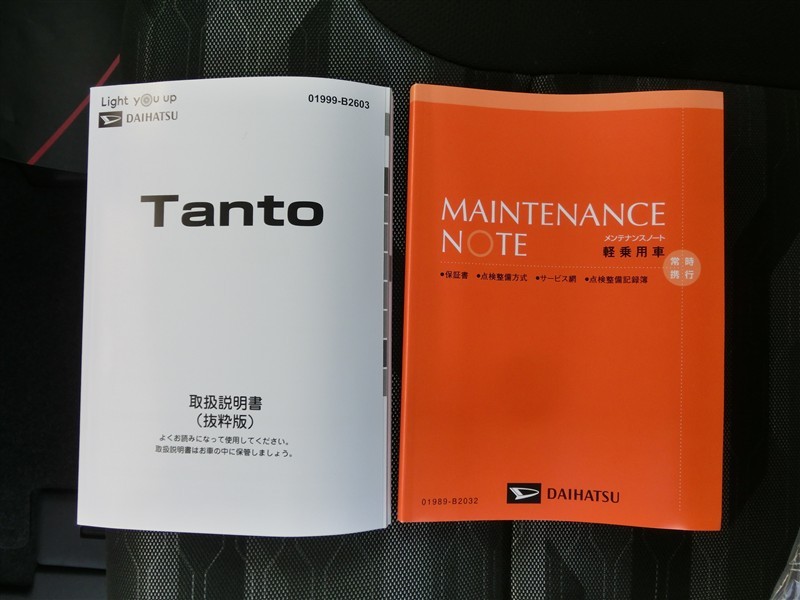 Light you up
DAIHATSU
01999-B2603
Tanto
取扱説明書
（抜粋版）
よくお読みになって使用してください。
取扱説明書はお車の中に保管しましょう。
MAINTENANCE
NOTE
メンテナンスノート
軽乗用車
常時
携行
●保証書 ●点検整備方式 ●サービス網 ●点検整備記録簿
01989-B2032
DAIHATSU